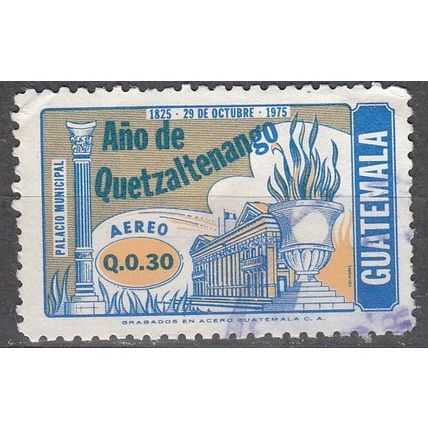 1825 - 29 DE OCTUBRE - 1975
Año de
Quetzaltenango
PALACIO MUNICIPAL
AEREO
Q.0.30
GUATEMALA
GRABADOS EN ACERO GUATEMALA C. A.